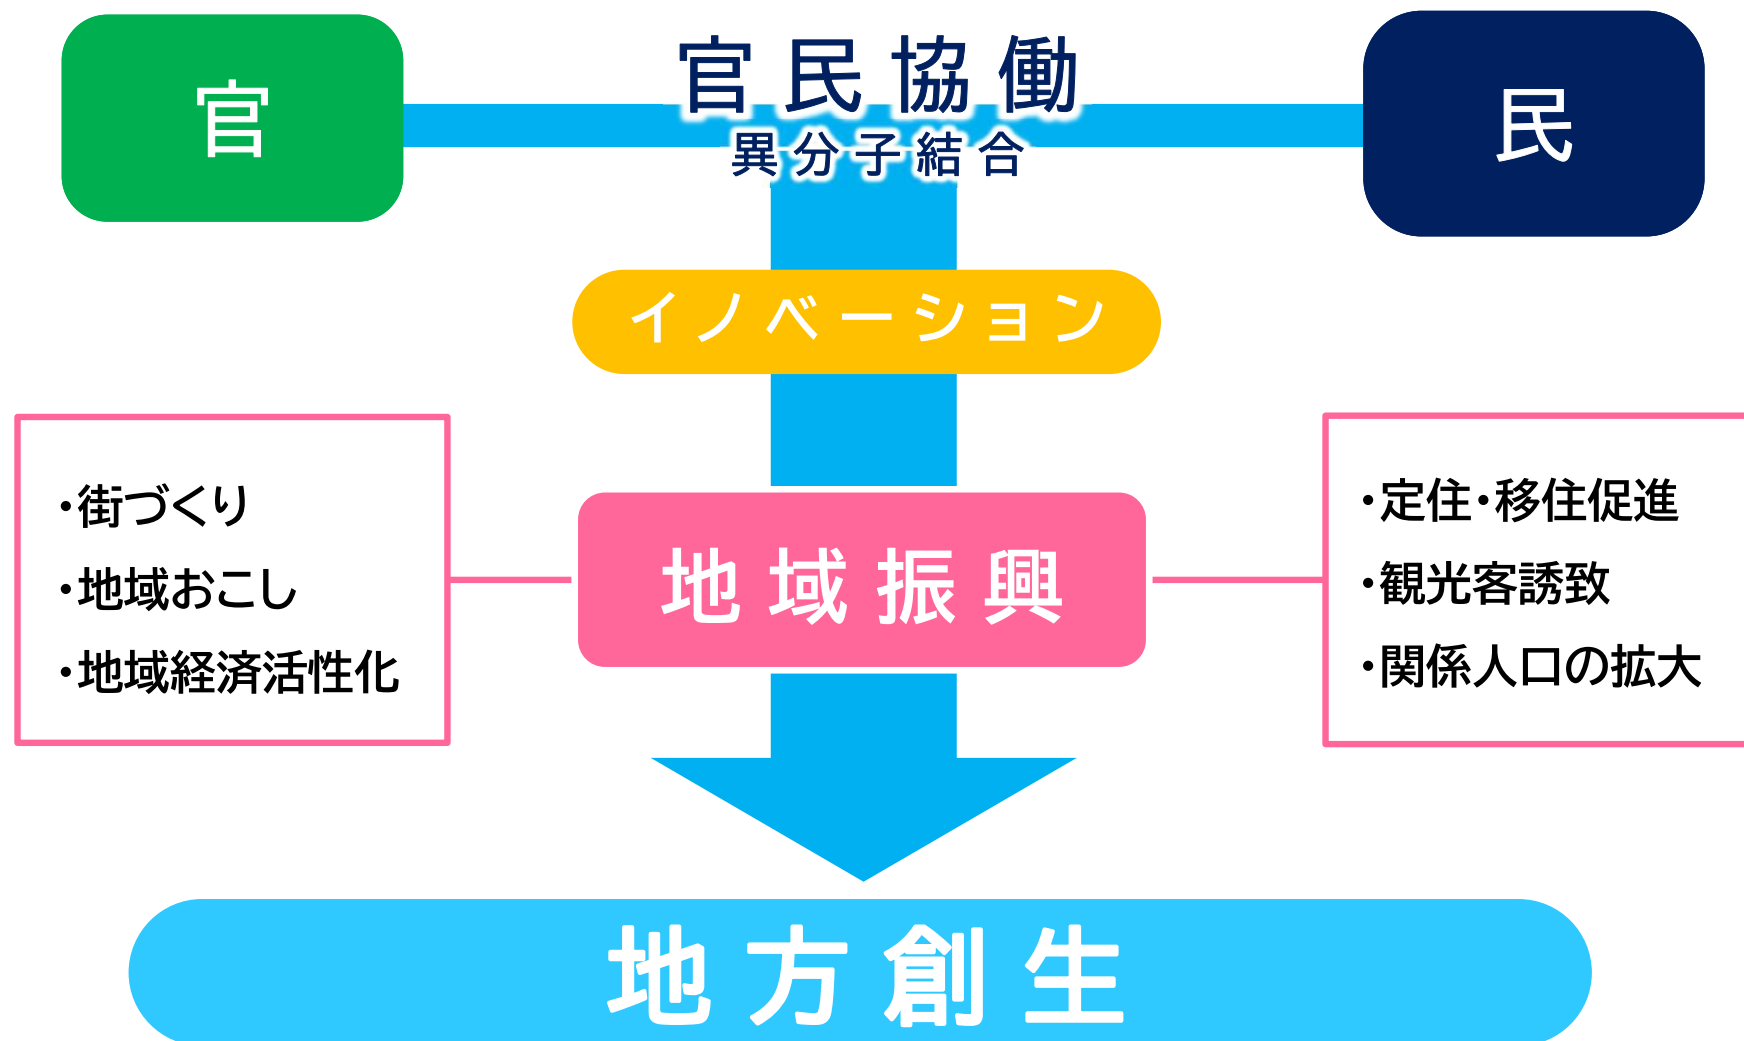 官
官民協働
異分子結合
民
イノベーション
・街づくり
・地域おこし
・地域経済活性化
地域振興
・定住・移住促進
・観光客誘致
・関係人口の拡大
地方創生